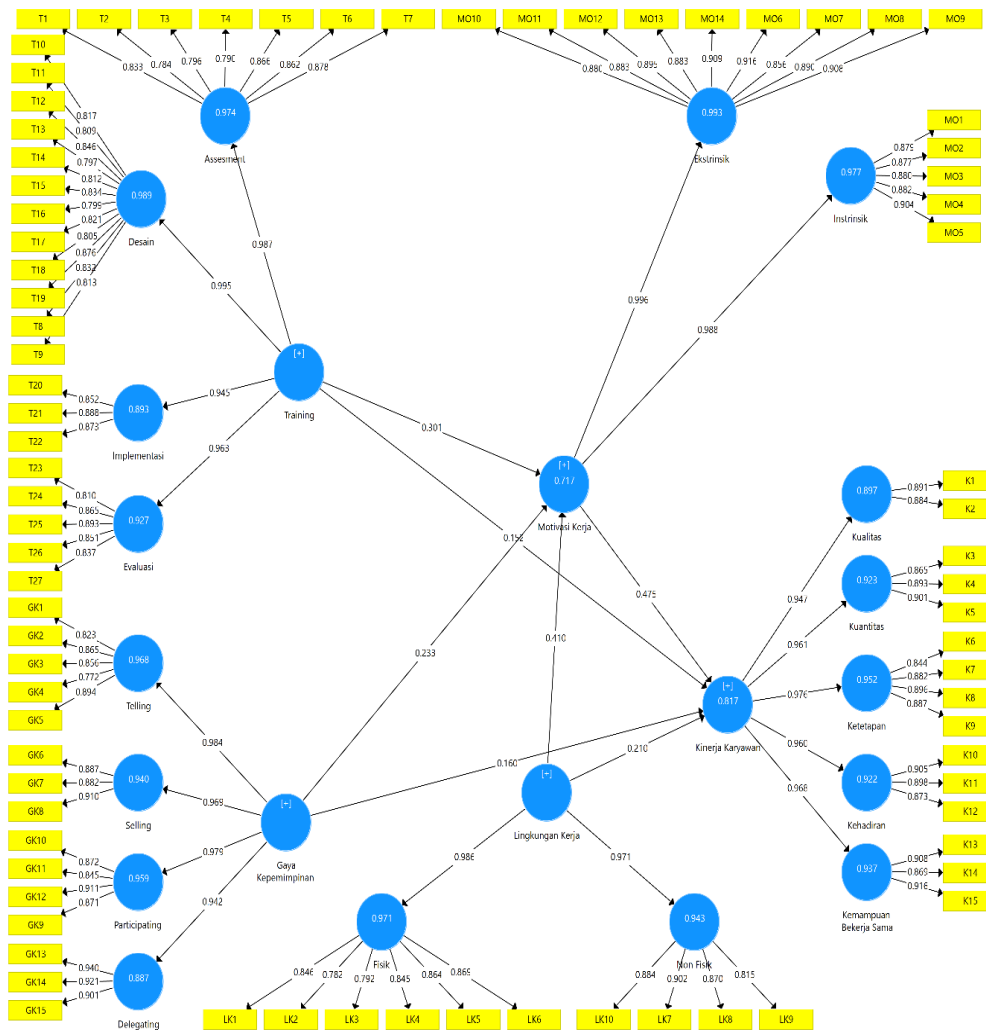 T1 T2 T3 T4 T5 T6 T7 MO10 MO11 MO12 MO13 MO14 MO6 MO7 MO8 MO9
0.833 0.784 0.796 0.790 0.866 0.862 0.878
0.880 0.883 0.895 0.883 0.909 0.916 0.856 0.890 0.908
0.974
Assesment
0.993
Ekstrinsik
T10
T11
T12
T13
T14
T15
T16
T17
T18
T19
T8
T9
0.817
0.809
0.846
0.797
0.812
0.834
0.799
0.821
0.805
0.876
0.832
0.813
0.989
Desain
MO1
MO2
MO3
MO4
MO5
0.879
0.877
0.880
0.882
0.904
0.977
Instrinsik
0.987
0.995
0.996
0.988
[+]
Training
0.945
0.963
0.301
0.152
T20
T21
T22
0.852
0.888
0.873
0.893
Implementasi
T23
T24
T25
T26
T27
0.810
0.865
0.893
0.851
0.837
0.927
Evaluasi
[+]
0.717
Motivasi Kerja
0.475
0.410
0.233
0.897
Kualitas
0.891
0.884
K1
K2
0.923
Kuantitas
0.865
0.893
0.901
K3
K4
K5
0.952
Ketetapan
0.844
0.882
0.896
0.887
K6
K7
K8
K9
0.922
Kehadiran
0.905
0.898
0.873
K10
K11
K12
0.937
Kemampuan
Bekerja Sama
0.908
0.869
0.916
K13
K14
K15
0.947
0.961
0.976
0.960
0.968
[+]
0.817
Kinerja Karyawan
GK1
GK2
GK3
GK4
GK5
0.823
0.865
0.856
0.772
0.894
0.968
Telling
GK6
GK7
GK8
0.887
0.882
0.910
0.940
Selling
GK10
GK11
GK12
GK9
0.872
0.845
0.911
0.871
0.959
Participating
GK13
GK14
GK15
0.940
0.921
0.901
0.887
Delegating
0.984
0.969
0.979
0.942
[+]
Gaya
Kepemimpinan
0.160
0.210
[+]
Lingkungan Kerja
0.986
0.971
0.971
Fisik
0.943
Non Fisik
0.846 0.782 0.792 0.845 0.864 0.869
0.884 0.902 0.870 0.815
LK1 LK2 LK3 LK4 LK5 LK6 LK10 LK7 LK8 LK9